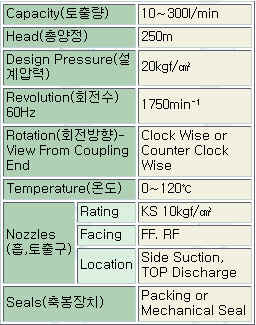 Capacity(토출량) 10~300l/min
Head(총양정) 250m
Design Pressure(설
계압력) 20kgf/㎠
Revolution(회전수)
60Hz 1750min⁻¹
Rotation(회전방향)-
View From Coupling
End
Clock Wise or
Counter Clock
Wise
Temperature(온도) 0~120℃
Nozzles
(흡,토출구)
Rating KS 10kgf/㎠
Facing FF. RF
Location Side Suction,
TOP Discharge
Seals(축봉장치) Packing or
Mechanical Seal